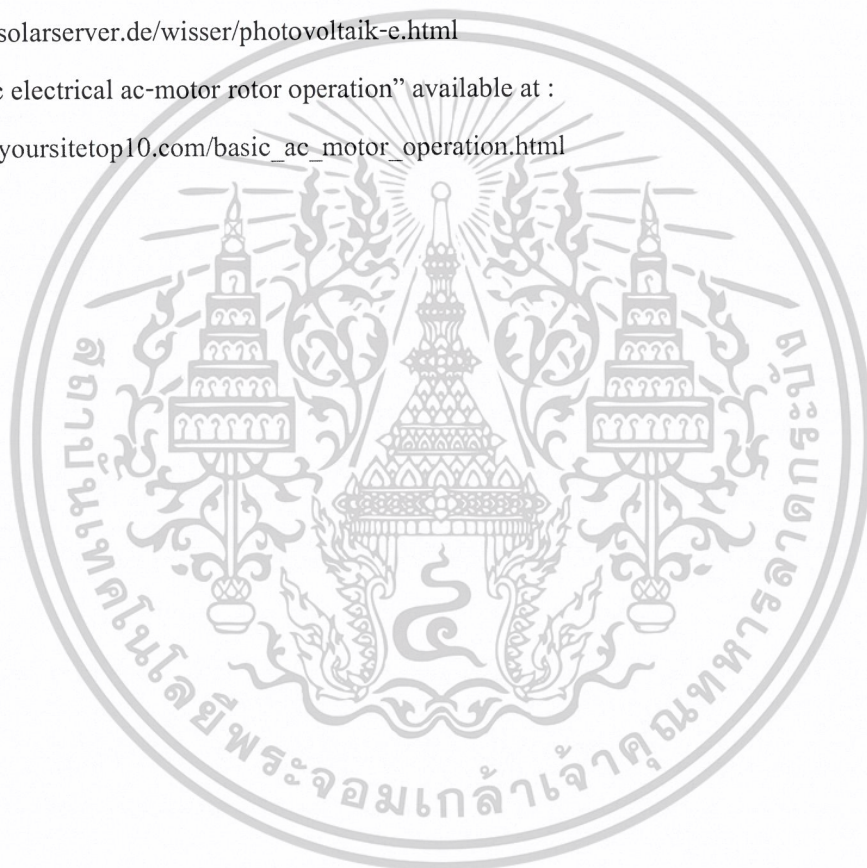 solarserver.de/wisser/photovoltaik-e.html
electrical ac-motor rotor operation” available at :
yoursitetop10.com/basic_ac_motor_operation.html
สถาบันเทคโนโลยีพระจอมเกล้าเจ้าคุณทหารลาดกระบัง
๔